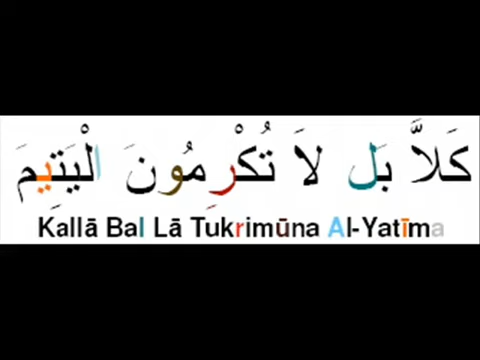 كَلاَّ بَل لاَ تُكْرِمُونَ الْيَتِيمَ
Kallā Bal Lā Tukrimūna Al-Yatīma